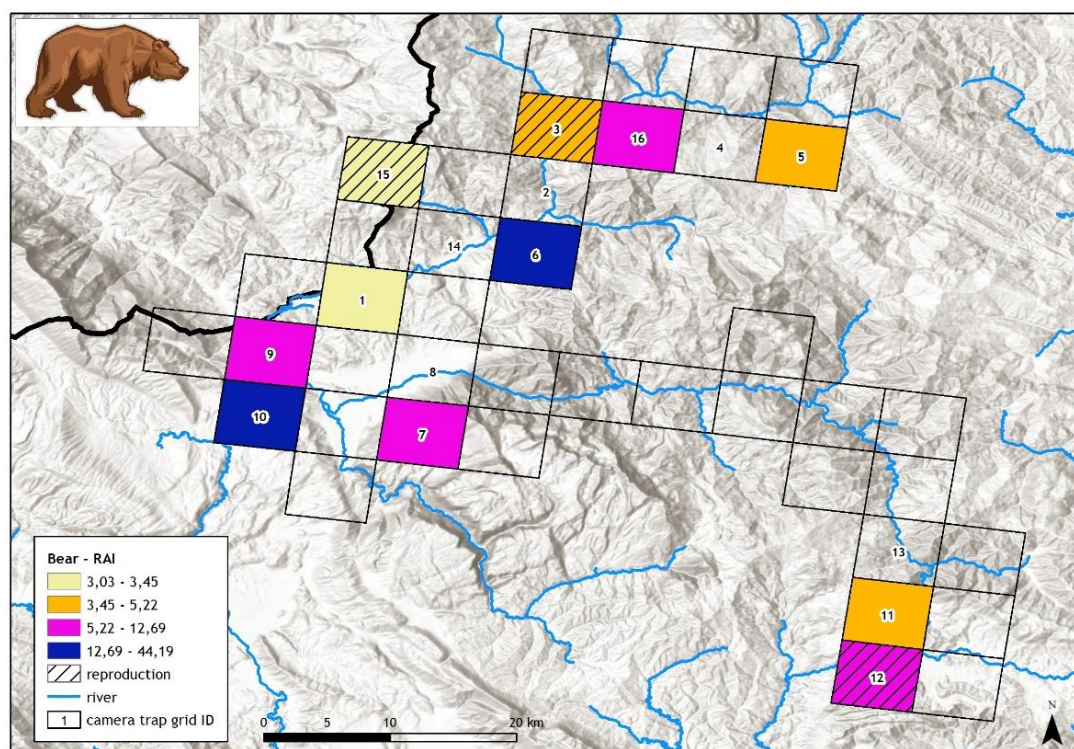 3
16
4
5
15
2
14
6
1
9
8
10
7
13
11
12
Bear - RAI
3,03 - 3,45
3,45 - 5,22
5,22 - 12,69
12,69 - 44,19
reproduction
river
1 camera trap grid ID
0 5 10 20 km
N